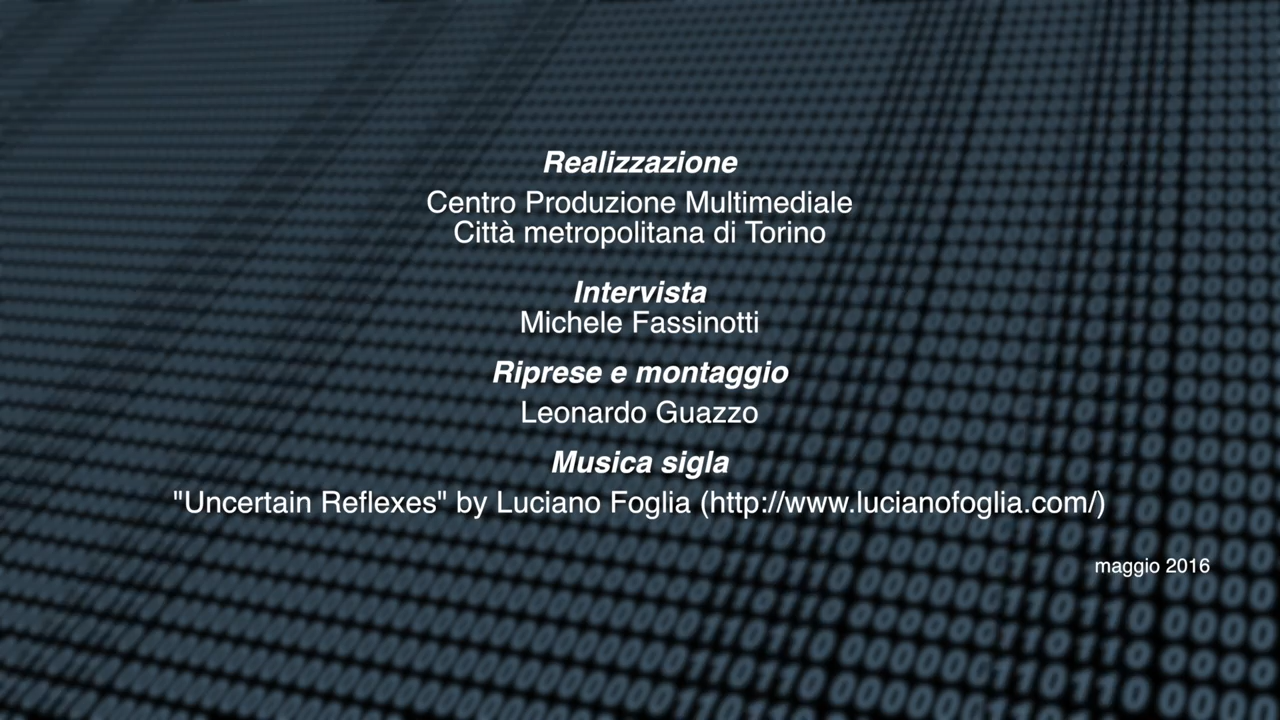 Realizzazione
Centro Produzione Multimediale
Città metropolitana di Torino
Intervista
Michele Fassinotti
Riprese e montaggio
Leonardo Guazzo
Musica sigla
"Uncertain Reflexes" by Luciano Foglia (http://www.lucianofoglia.com/)
maggio 2016